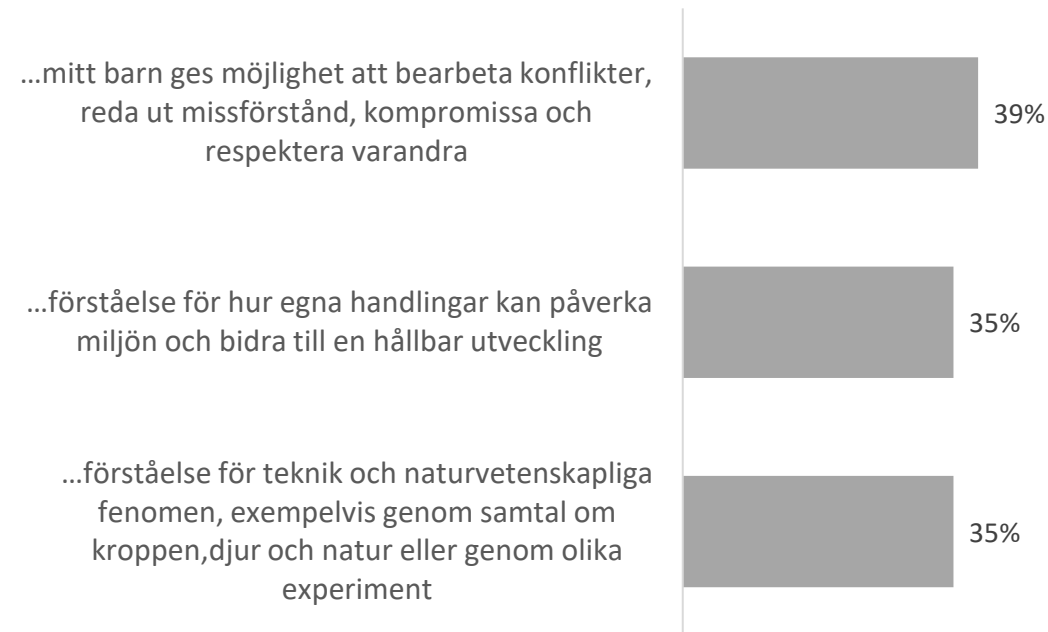 ...mitt barn ges möjlighet att bearbeta konflikter,
reda ut missförstånd, kompromissa och
respektera varandra
39%
...förståelse för hur egna handlingar kan påverka
miljön och bidra till en hållbar utveckling
35%
...förståelse för teknik och naturvetenskapliga
fenomen, exempelvis genom samtal om
kroppen,djur och natur eller genom olika
experiment
35%